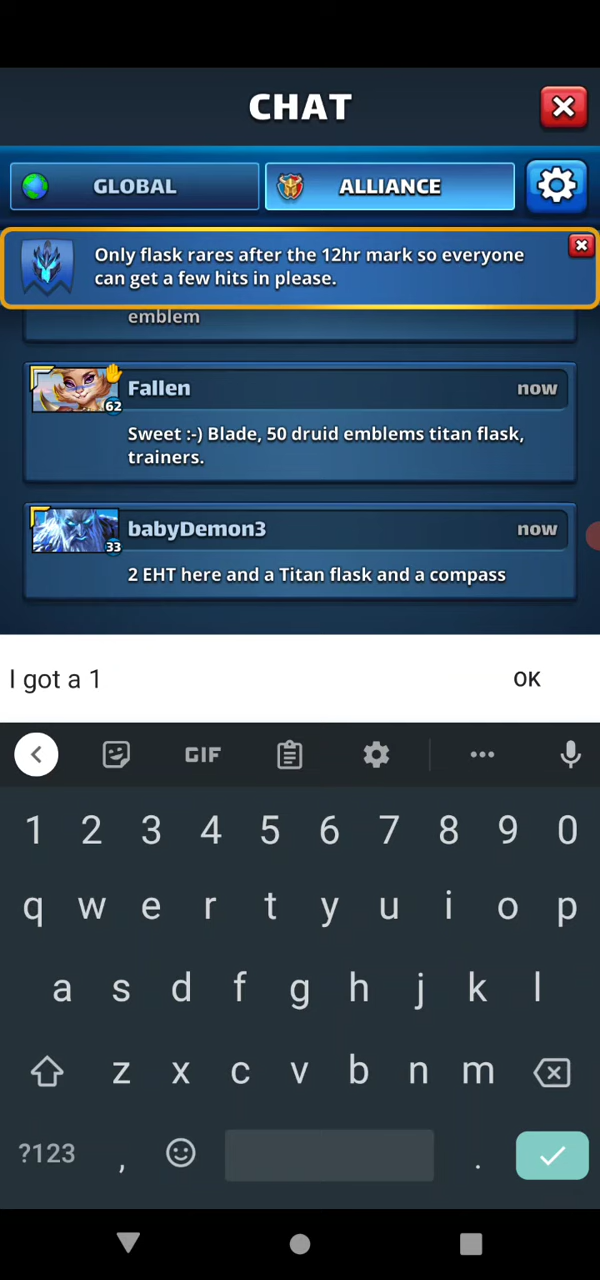 CHAT
GLOBAL
ALLIANCE
Only flask rares after the 12hr mark so everyone
can get a few hits in please.
emblem
Fallen now
62
Sweet :-) Blade, 50 druid emblems titan flask,
trainers.
babyDemon3 now
33
2 EHT here and a Titan flask and a compass
I got a 1 OK
GIF
1 2 3 4 5 6 7 8 9 0
q w e r t y u i o p
a s d f g h j k l
z x c v b n m
?123 , .